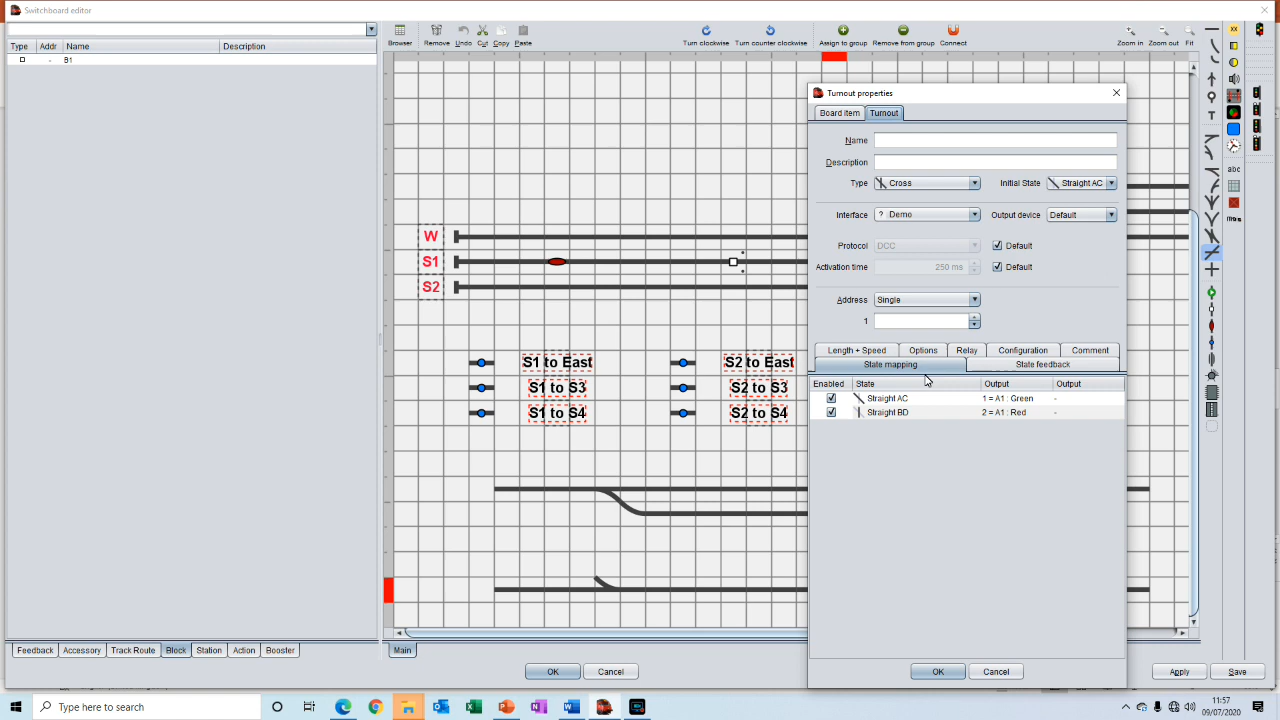 Switchboard editor
Browser Remove Undo Cut Copy Paste Turn clockwise Turn counter clockwise Assign to group Remove from group Connect Zoom in Zoom out Fit
Type Addr Name Description
- B1
Turnout properties
Board item Turnout
Name
Description
Type Cross Initial State Straight AC
Interface ? Demo Output device Default
Protocol DCC Default
Activation time 250 ms Default
Address Single
1
Length + Speed Options Relay Configuration Comment
State mapping State feedback
Enabled State Output Output
Straight AC 1 = A1 : Green -
Straight BD 2 = A1 : Red -
OK Cancel
W
S1
S2
S1 to East S2 to East
S1 to S3 S2 to S3
S1 to S4 S2 to S4
abc
Feedback Accessory Track Route Block Station Action Booster
Main
OK Cancel Apply Save
Type here to search
11:57
09/07/2020